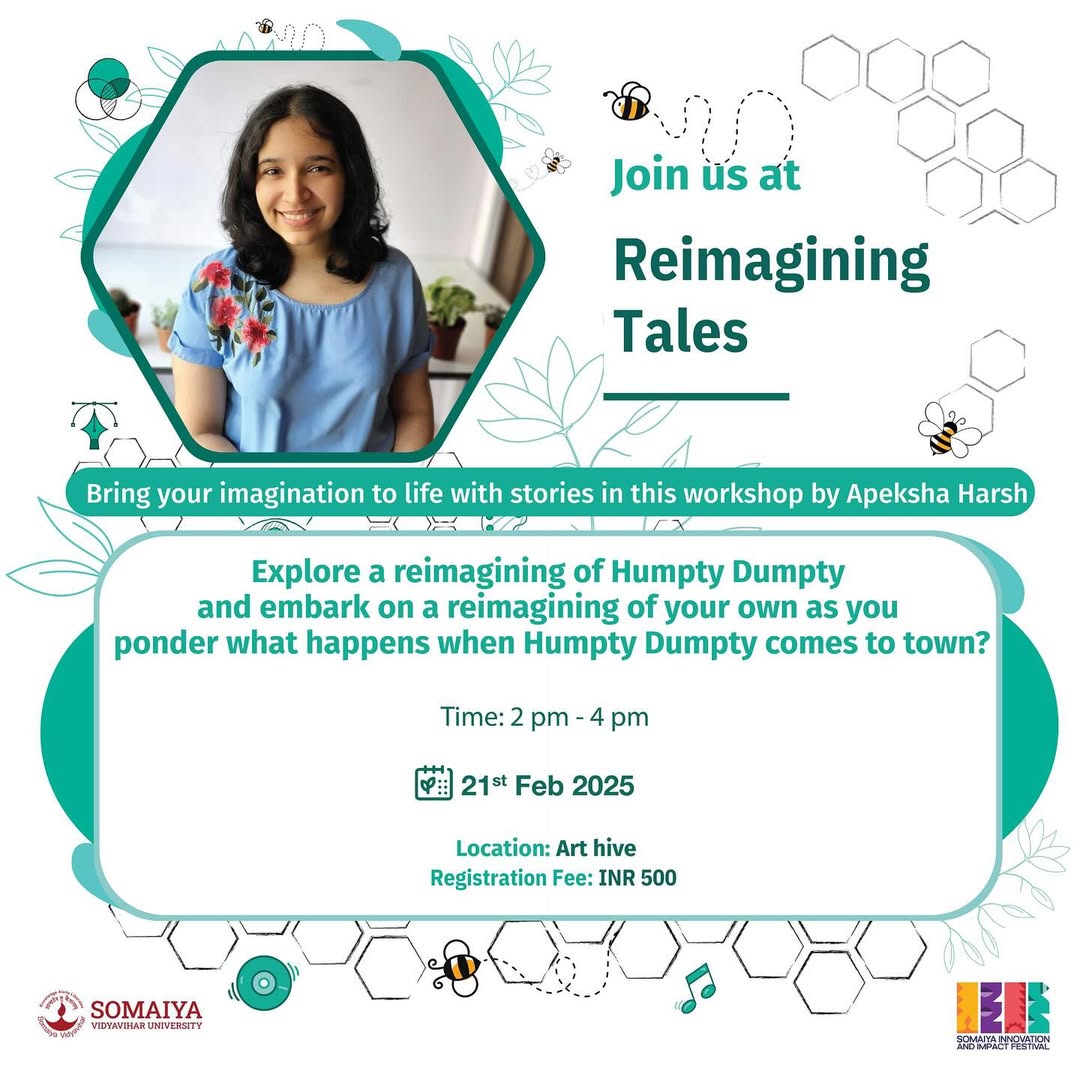 Join us at
Reimagining
Tales
Bring your imagination to life with stories in this workshop by Apeksha Harsh
Explore a reimagining of Humpty Dumpty
and embark on a reimagining of your own as you
ponder what happens when Humpty Dumpty comes to town?
Time: 2 pm - 4 pm
21st Feb 2025
Location: Art hive
Registration Fee: INR 500
Somaiya Vidyavihar
SOMAIYA
VIDYAVIHAR UNIVERSITY
SOMAIYA INNOVATION
AND IMPACT FESTIVAL